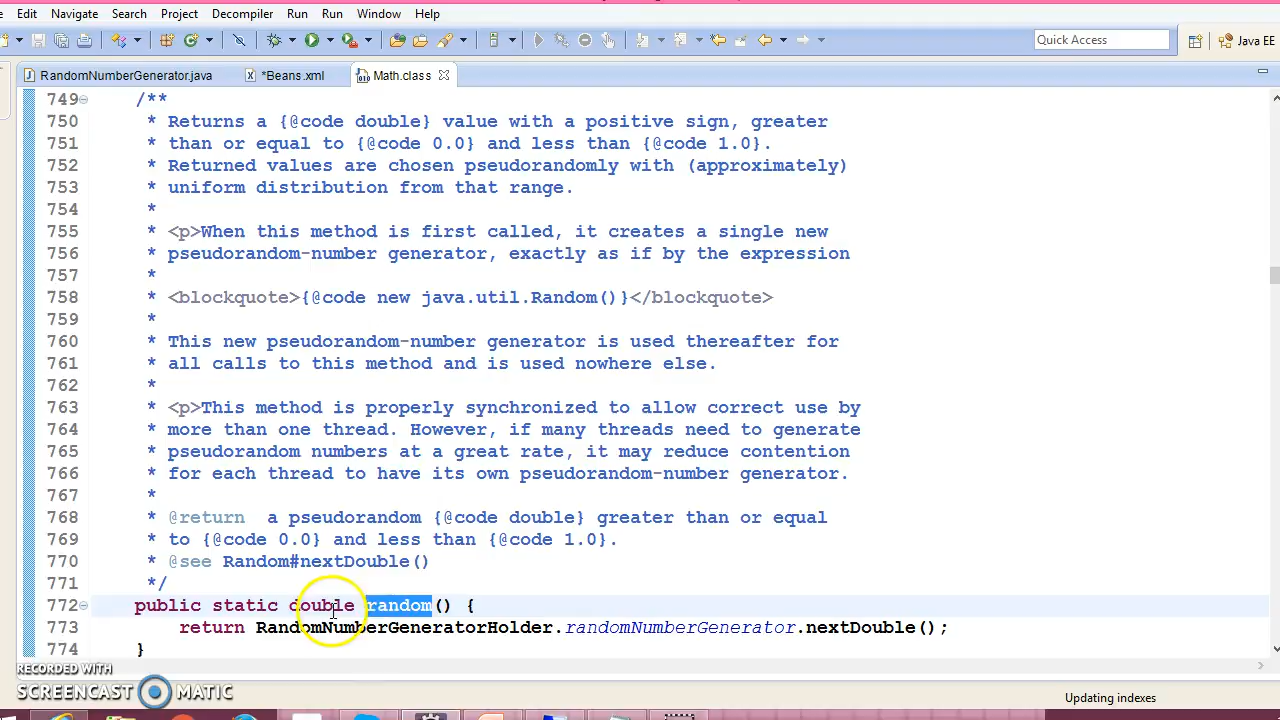 Edit Navigate Search Project Decompiler Run Run Window Help
Quick Access Java EE
RandomNumberGenerator.java *Beans.xml Math.class
749 /**
750 * Returns a {@code double} value with a positive sign, greater
751 * than or equal to {@code 0.0} and less than {@code 1.0}.
752 * Returned values are chosen pseudorandomly with (approximately)
753 * uniform distribution from that range.
754 *
755 * <p>When this method is first called, it creates a single new
756 * pseudorandom-number generator, exactly as if by the expression
757 *
758 * <blockquote>{@code new java.util.Random()}</blockquote>
759 *
760 * This new pseudorandom-number generator is used thereafter for
761 * all calls to this method and is used nowhere else.
762 *
763 * <p>This method is properly synchronized to allow correct use by
764 * more than one thread. However, if many threads need to generate
765 * pseudorandom numbers at a great rate, it may reduce contention
766 * for each thread to have its own pseudorandom-number generator.
767 *
768 * @return  a pseudorandom {@code double} greater than or equal
769 * to {@code 0.0} and less than {@code 1.0}.
770 * @see Random#nextDouble()
771 */
772 public static double random() {
773 return RandomNumberGeneratorHolder.randomNumberGenerator.nextDouble();
774 }
RECORDED WITH
SCREENCAST MATIC
Updating indexes